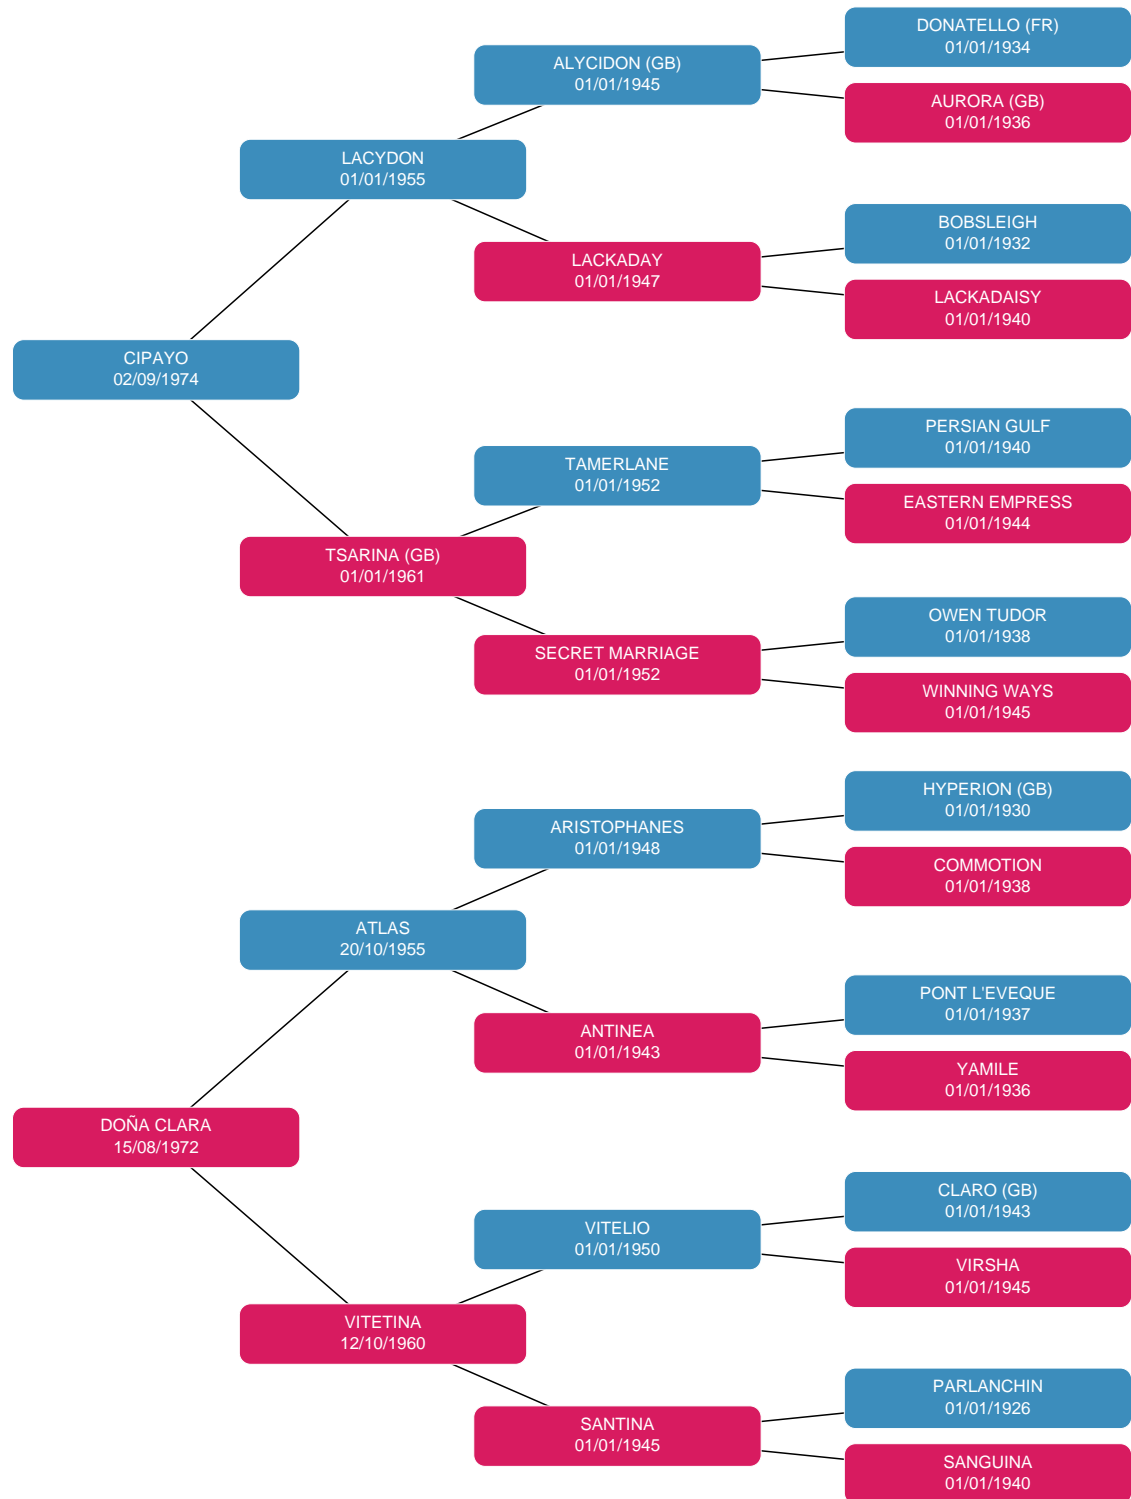 DONATELLO (FR)
01/01/1934
ALYCIDON (GB)
01/01/1945
AURORA (GB)
01/01/1936
LACYDON
01/01/1955
BOBSLEIGH
01/01/1932
LACKADAY
01/01/1947
LACKADAISY
01/01/1940
CIPAYO
02/09/1974
PERSIAN GULF
01/01/1940
TAMERLANE
01/01/1952
EASTERN EMPRESS
01/01/1944
TSARINA (GB)
01/01/1961
OWEN TUDOR
01/01/1938
SECRET MARRIAGE
01/01/1952
WINNING WAYS
01/01/1945
HYPERION (GB)
01/01/1930
ARISTOPHANES
01/01/1948
COMMOTION
01/01/1938
ATLAS
20/10/1955
PONT L'EVEQUE
01/01/1937
ANTINEA
01/01/1943
YAMILE
01/01/1936
DOÑA CLARA
15/08/1972
CLARO (GB)
01/01/1943
VITELIO
01/01/1950
VIRSHA
01/01/1945
VITETINA
12/10/1960
PARLANCHIN
01/01/1926
SANTINA
01/01/1945
SANGUINA
01/01/1940